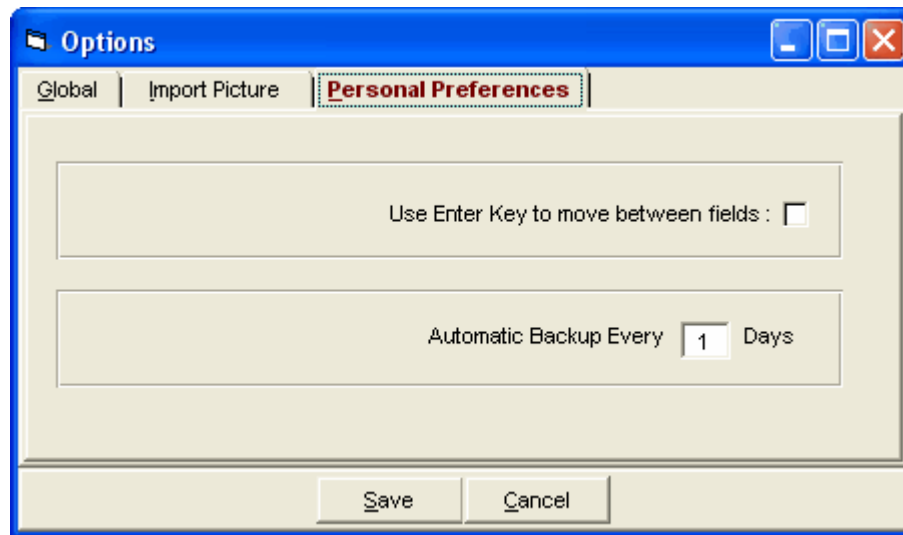 Options
Global Import Picture Personal Preferences
Use Enter Key to move between fields :
Automatic Backup Every 1 Days
Save Cancel